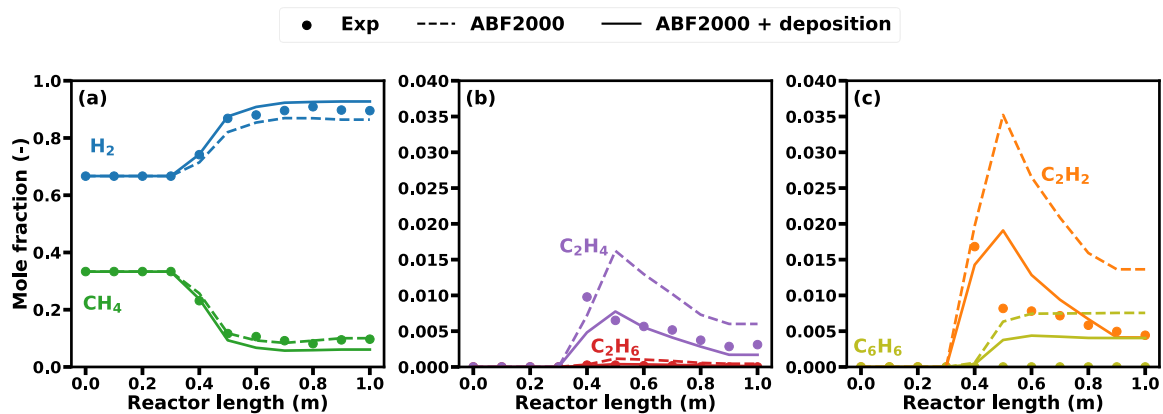 Exp ABF2000 ABF2000 + deposition
(a) (b) (c)
Mole fraction (-)
1.0 0.8 0.6 0.4 0.2 0.0
H₂
CH₄
0.0 0.2 0.4 0.6 0.8 1.0
Reactor length (m)
0.040 0.035 0.030 0.025 0.020 0.015 0.010 0.005 0.000
C₂H₄
C₂H₆
0.0 0.2 0.4 0.6 0.8 1.0
Reactor length (m)
0.040 0.035 0.030 0.025 0.020 0.015 0.010 0.005 0.000
C₂H₂
C₆H₆
0.0 0.2 0.4 0.6 0.8 1.0
Reactor length (m)